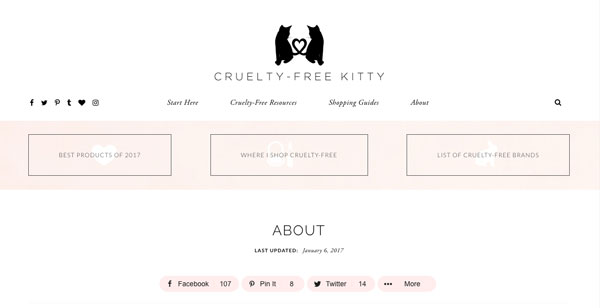 CRUELTY-FREE KITTY
Start Here Cruelty-Free Resources Shopping Guides About
BEST PRODUCTS OF 2017 WHERE I SHOP CRUELTY-FREE LIST OF CRUELTY-FREE BRANDS
ABOUT
LAST UPDATED: January 6, 2017
Facebook 107 Pin It 8 Twitter 14 More